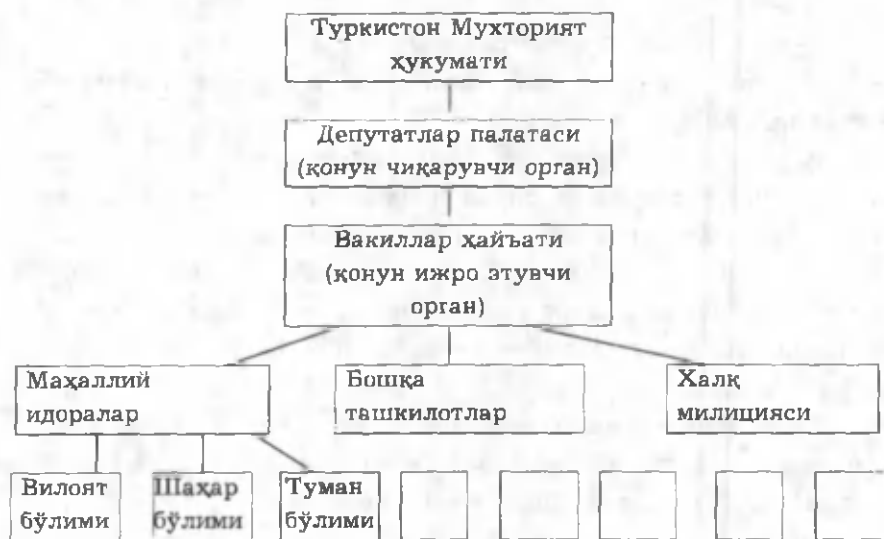 Туркистон Мухторият
ҳукумати
Депутатлар палатаси
(қонун чиқарувчи орган)
Вакиллар ҳайъати
(қонун ижро этувчи
орган)
Маҳаллий
идоралар
Бошқа
ташкилотлар
Халқ
милицияси
Вилоят
бўлими
Шаҳар
бўлими
Туман
бўлими